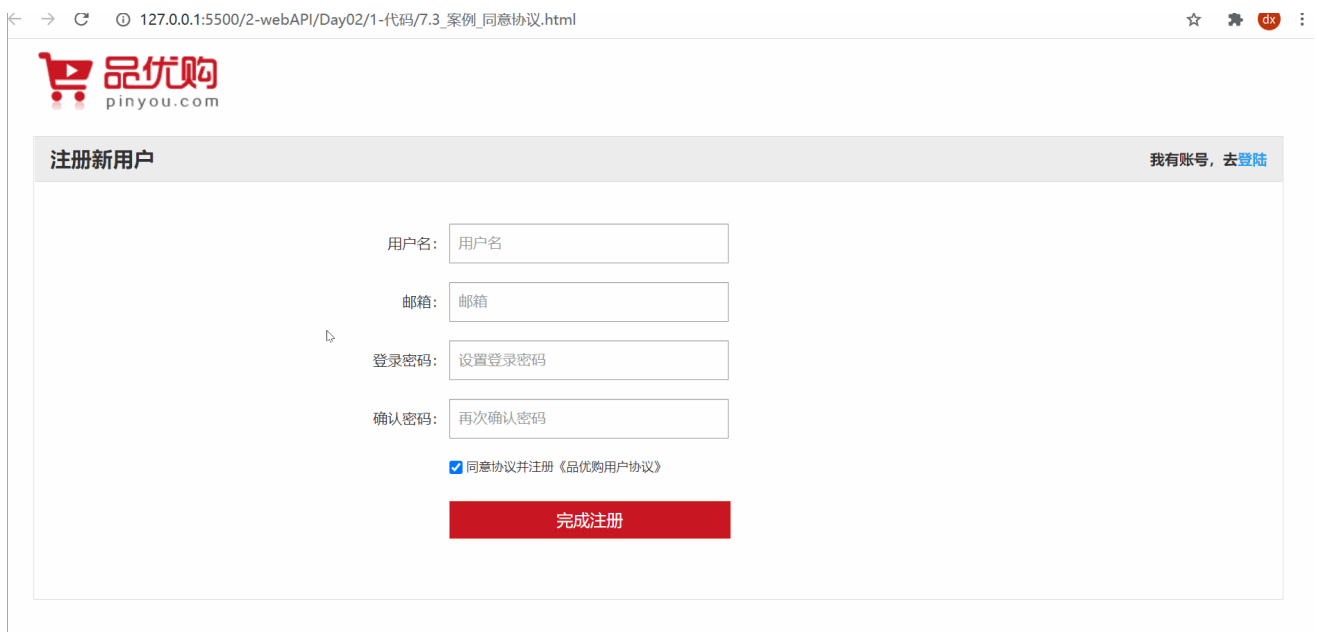 127.0.0.1:5500/2-webAPI/Day02/1-代码/7.3_案例_同意协议.html
dx
品优购
pinyou.com
注册新用户
我有账号，去登陆
用户名：
用户名
邮箱：
邮箱
登录密码：
设置登录密码
确认密码：
再次确认密码
同意协议并注册《品优购用户协议》
完成注册